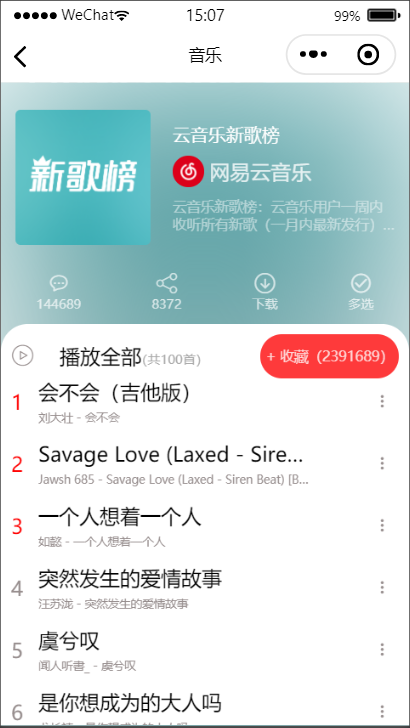 WeChat 15:07 99%
音乐
新歌榜
云音乐新歌榜
网易云音乐
云音乐新歌榜：云音乐用户一周内
收听所有新歌（一月内最新发行）...
144689 8372 下载 多选
播放全部(共100首) + 收藏（2391689）
1 会不会（吉他版）
刘大壮 - 会不会
2 Savage Love (Laxed - Sire...
Jawsh 685 - Savage Love (Laxed - Siren Beat) [B...
3 一个人想着一个人
如懿 - 一个人想着一个人
4 突然发生的爱情故事
汪苏泷 - 突然发生的爱情故事
5 虞兮叹
闻人听書_ - 虞兮叹
6 是你想成为的大人吗